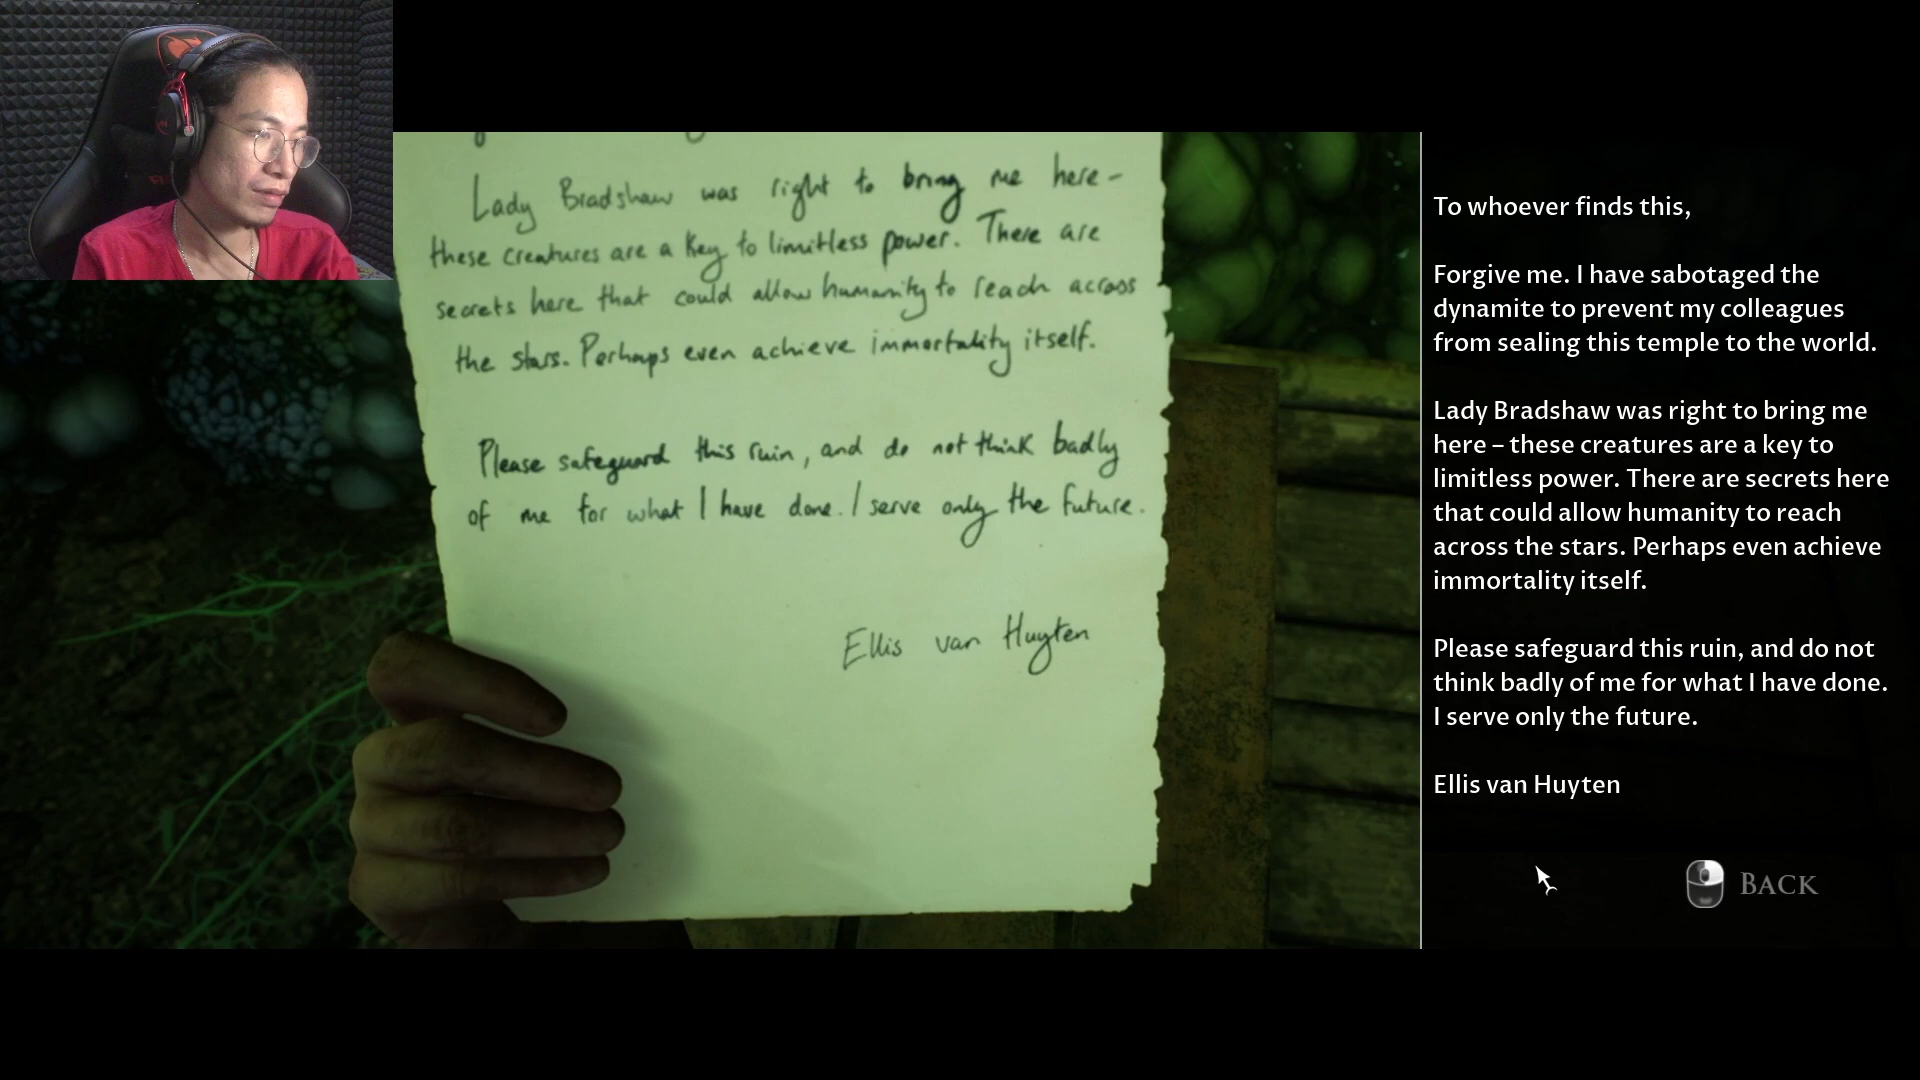 Lady Bradshaw was right to bring me here –
these creatures are a key to limitless power. There are
secrets here that could allow humanity to reach across
the stars. Perhaps even achieve immortality itself.
Please safeguard this ruin, and do not think badly
of me for what I have done. I serve only the future.
Ellis van Huyten
To whoever finds this,
Forgive me. I have sabotaged the
dynamite to prevent my colleagues
from sealing this temple to the world.
Lady Bradshaw was right to bring me
here – these creatures are a key to
limitless power. There are secrets here
that could allow humanity to reach
across the stars. Perhaps even achieve
immortality itself.
Please safeguard this ruin, and do not
think badly of me for what I have done.
I serve only the future.
Ellis van Huyten
BACK